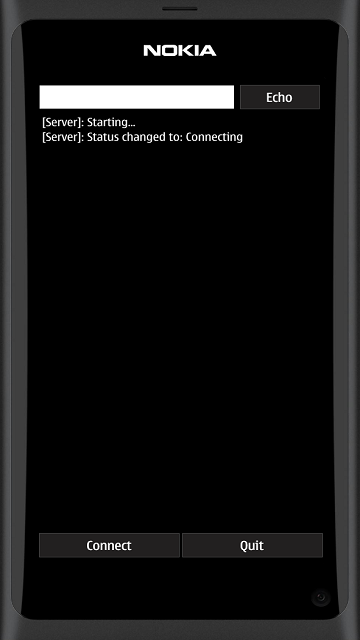 NOKIA
Echo
[Server]: Starting...
[Server]: Status changed to: Connecting
Connect
Quit